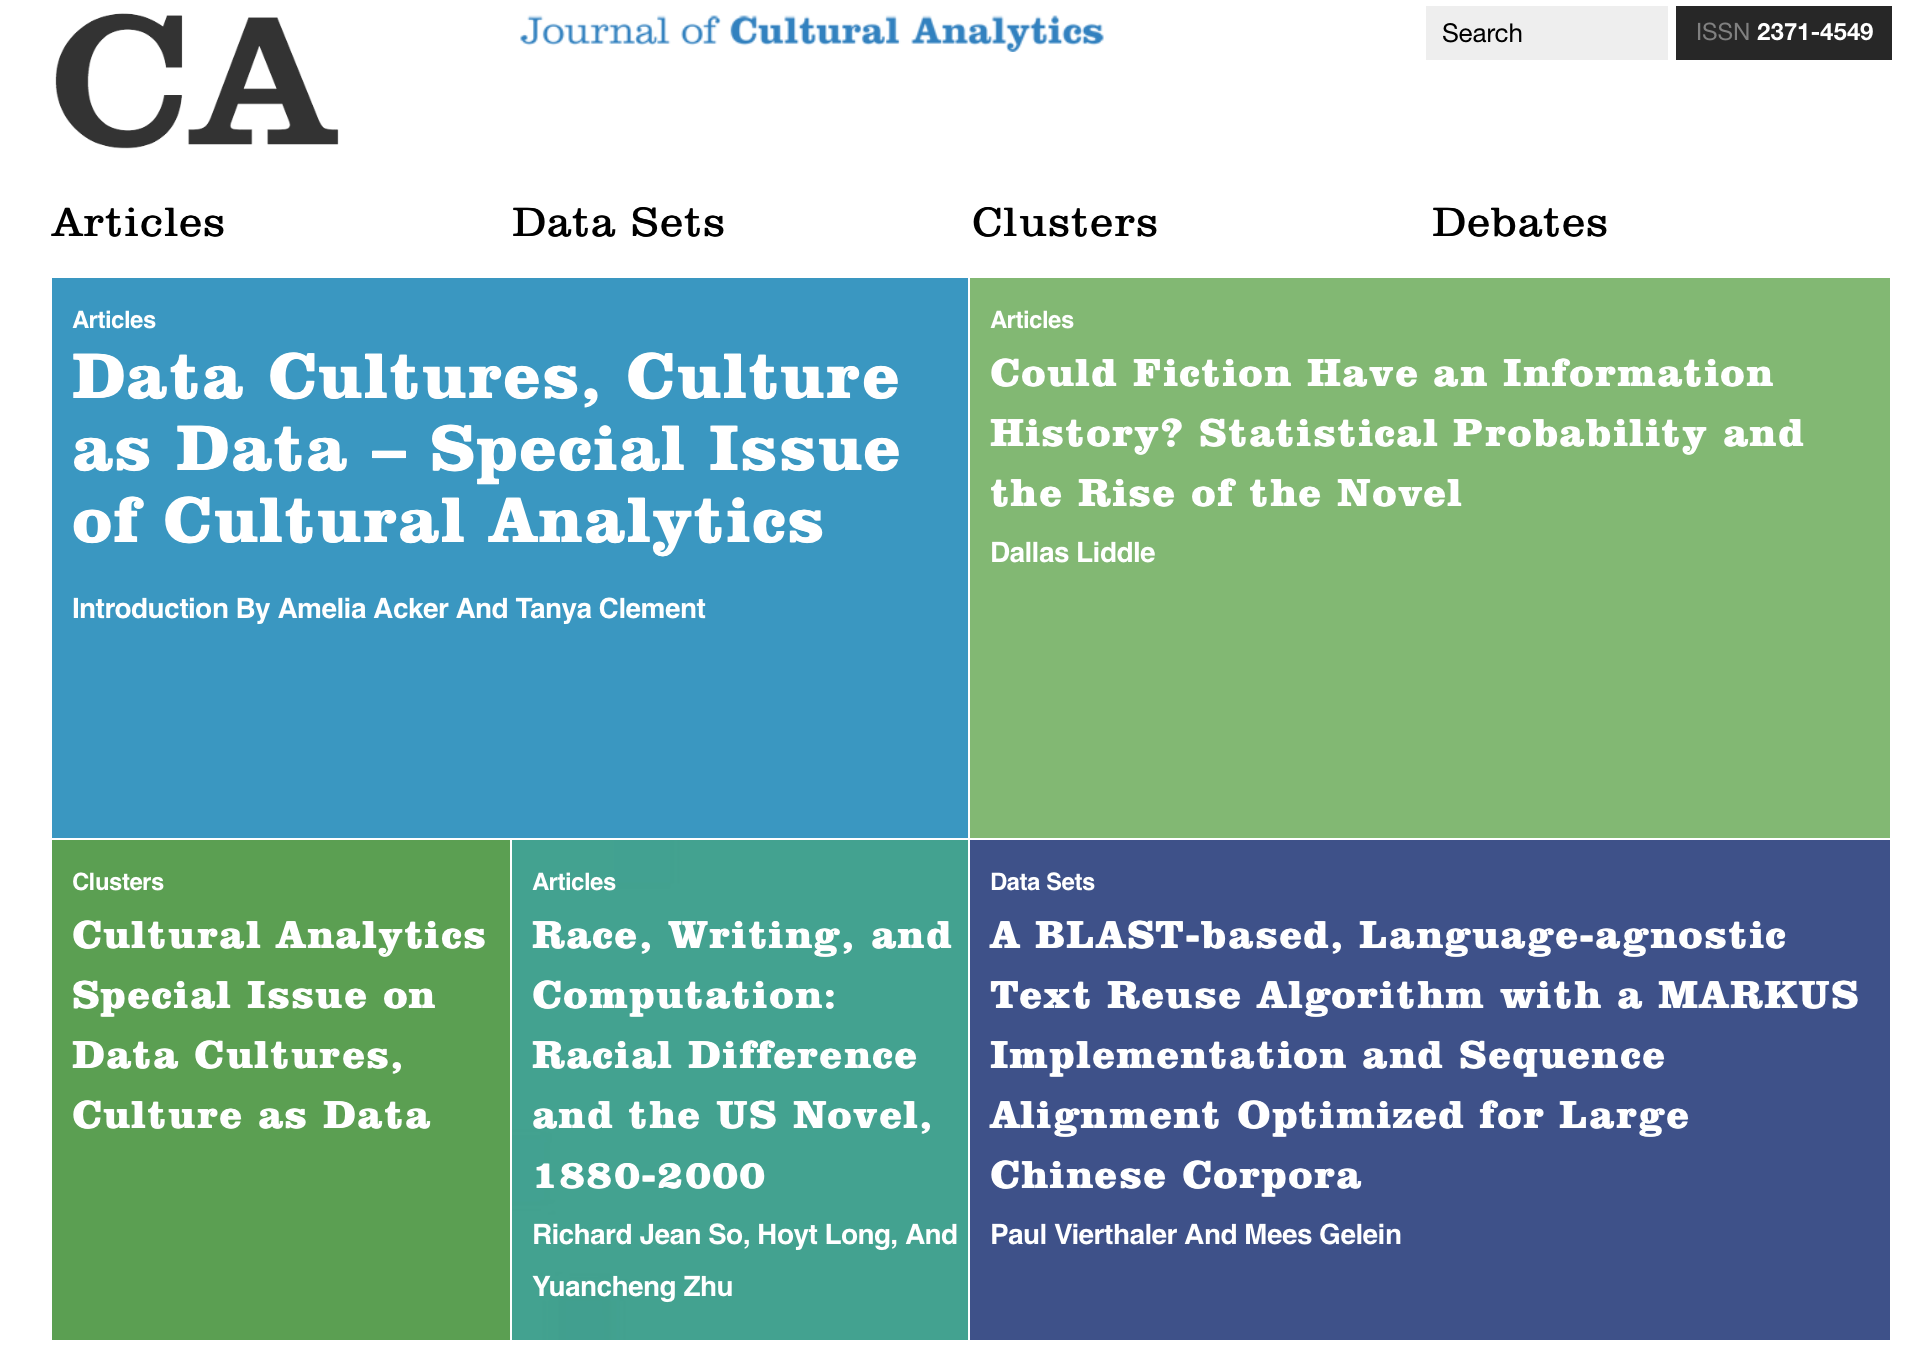 CA
Journal of Cultural Analytics
Search
ISSN 2371-4549
Articles
Data Sets
Clusters
Debates
Articles
Data Cultures, Culture
as Data – Special Issue
of Cultural Analytics
Introduction By Amelia Acker And Tanya Clement
Articles
Could Fiction Have an Information
History? Statistical Probability and
the Rise of the Novel
Dallas Liddle
Clusters
Cultural Analytics
Special Issue on
Data Cultures,
Culture as Data
Articles
Race, Writing, and
Computation:
Racial Difference
and the US Novel,
1880-2000
Richard Jean So, Hoyt Long, And
Yuancheng Zhu
Data Sets
A BLAST-based, Language-agnostic
Text Reuse Algorithm with a MARKUS
Implementation and Sequence
Alignment Optimized for Large
Chinese Corpora
Paul Vierthaler And Mees Gelein